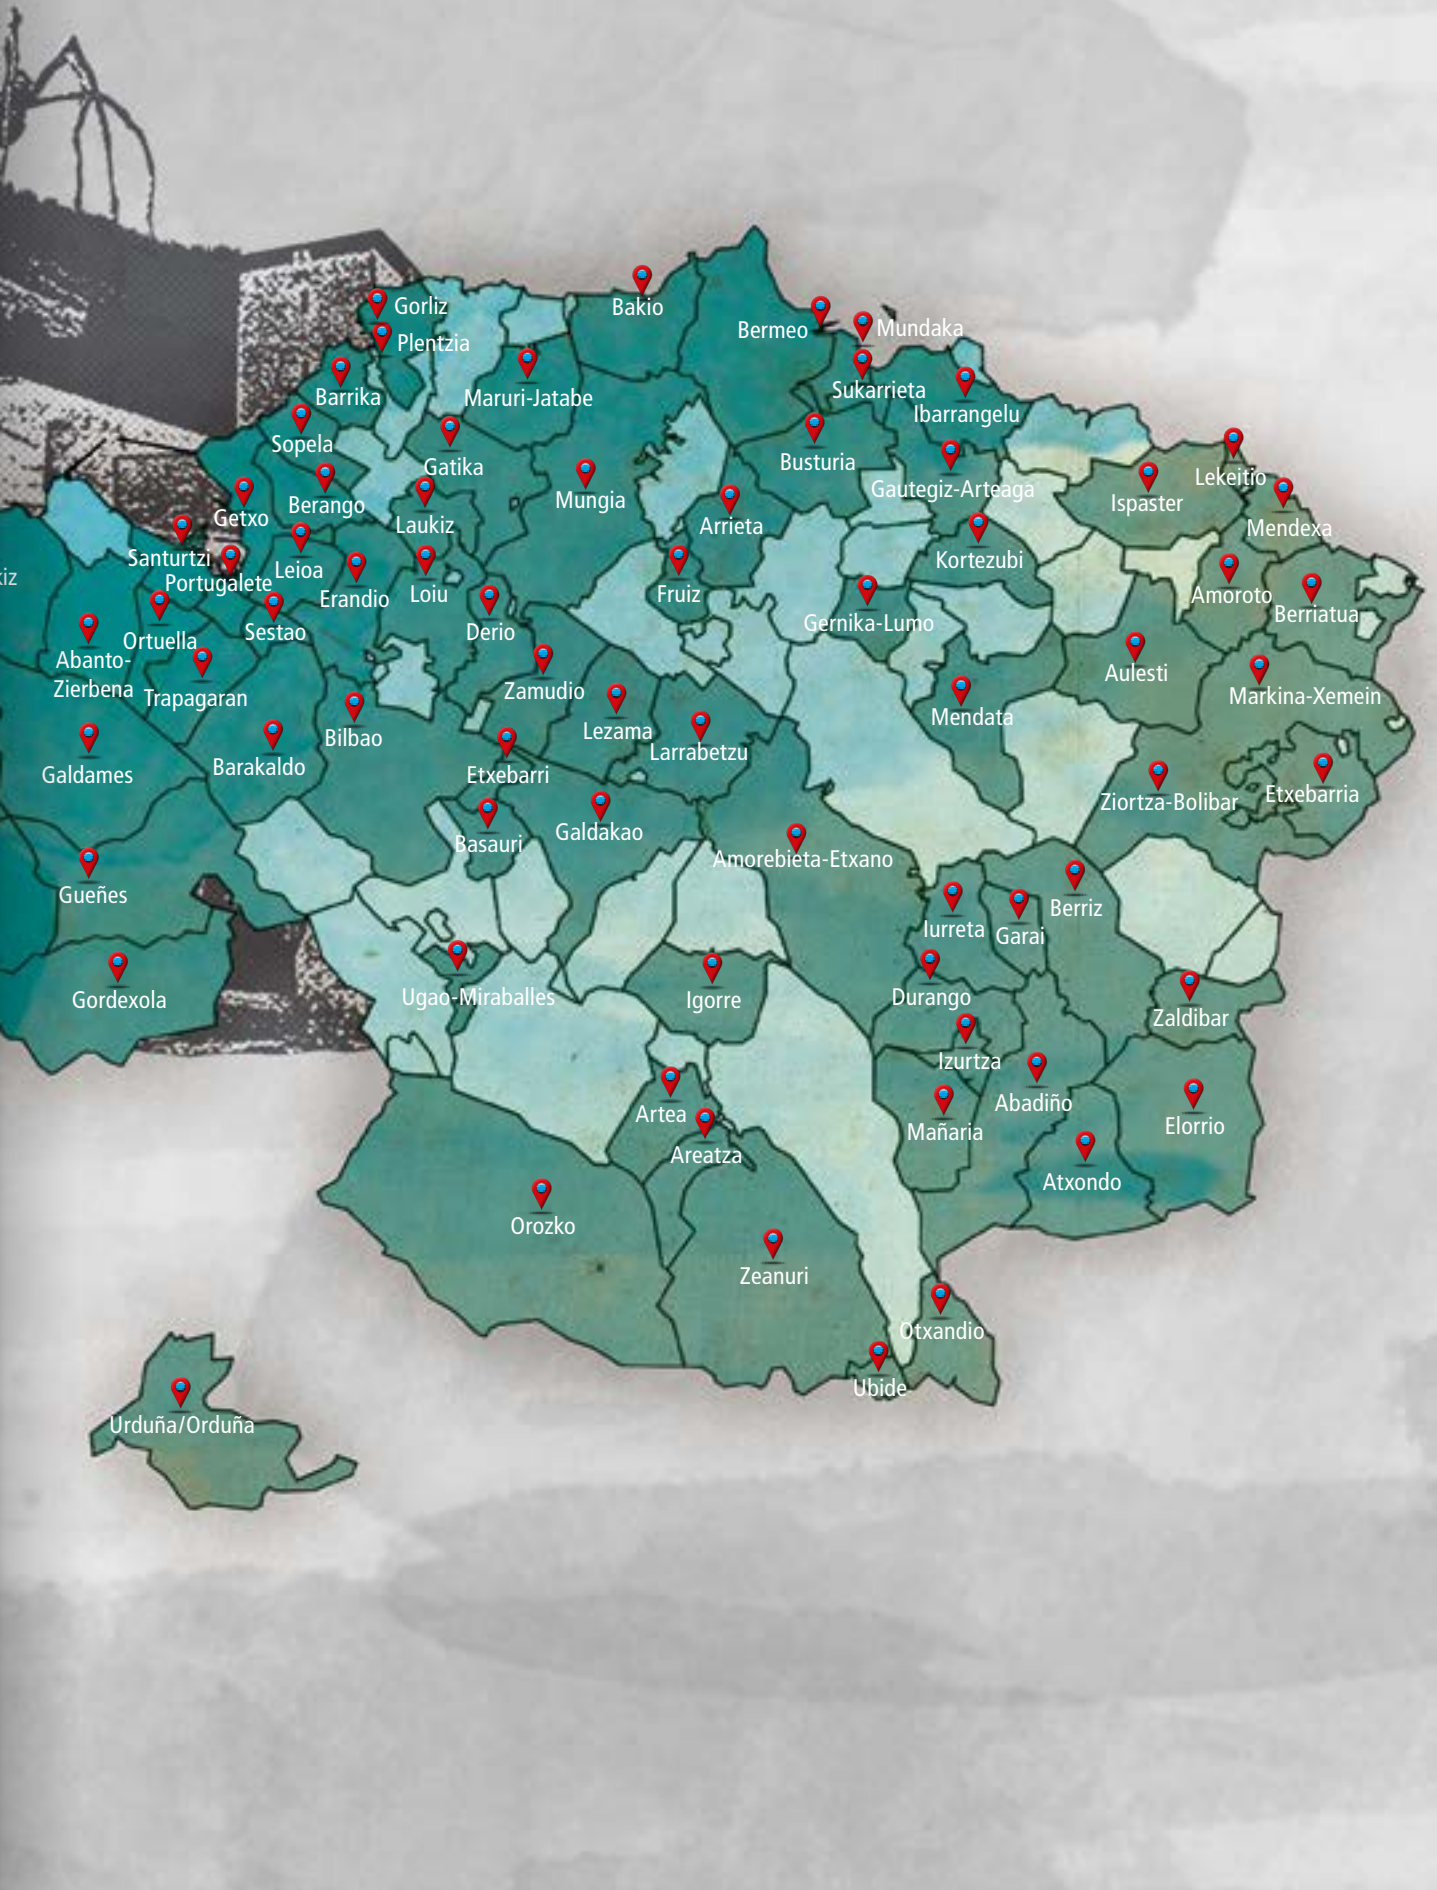 Bakio
Gorliz
Bermeo
Mundaka
Plentzia
Sukarrieta
Barrika
Maruri-Jatabe
Ibarrangelu
Sopela
Busturia
Gatika
Lekeitio
Gautegiz-Arteaga
Mungia
Ispaster
Berango
Getxo
Laukiz
Arrieta
Mendexa
Santurtzi
Kortezubi
Leioa
Portugalete
Loiu
Fruiz
Amoroto
Erandio
Berriatua
Gernika-Lumo
Sestao
Derio
Ortuella
Abanto-
Zierbena
Aulesti
Zamudio
Trapagaran
Markina-Xemein
Mendata
Lezama
Bilbao
Larrabetzu
Barakaldo
Galdames
Etxebarri
Etxebarria
Ziortza-Bolibar
Galdakao
Basauri
Amorebieta-Etxano
Gueñes
Berriz
Iurreta
Garai
Ugao-Miraballes
Durango
Gordexola
Igorre
Zaldibar
Izurtza
Abadiño
Artea
Elorrio
Mañaria
Areatza
Atxondo
Orozko
Zeanuri
Otxandio
Ubide
Urduña/Orduña